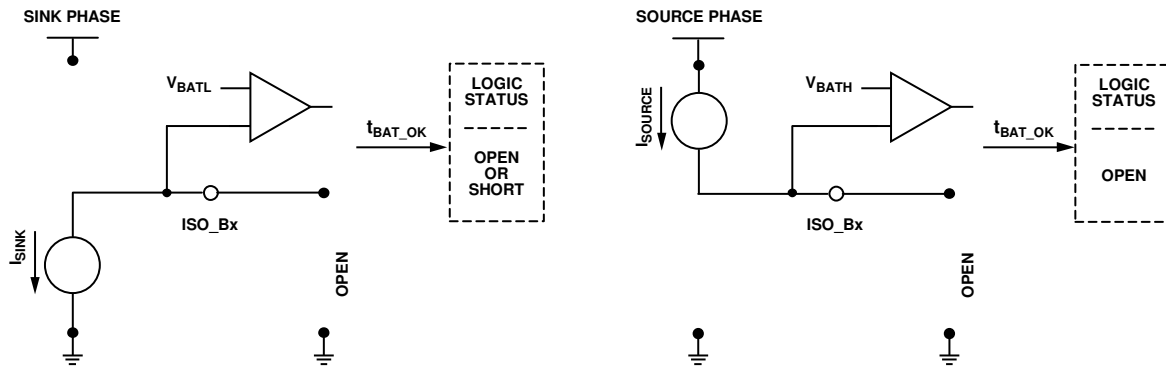 SINK PHASE
VBATL
ISINK
ISO_Bx
OPEN
tBAT_OK
LOGIC
STATUS
OPEN
OR
SHORT
SOURCE PHASE
ISOURCE
VBATH
ISO_Bx
OPEN
tBAT_OK
LOGIC
STATUS
OPEN